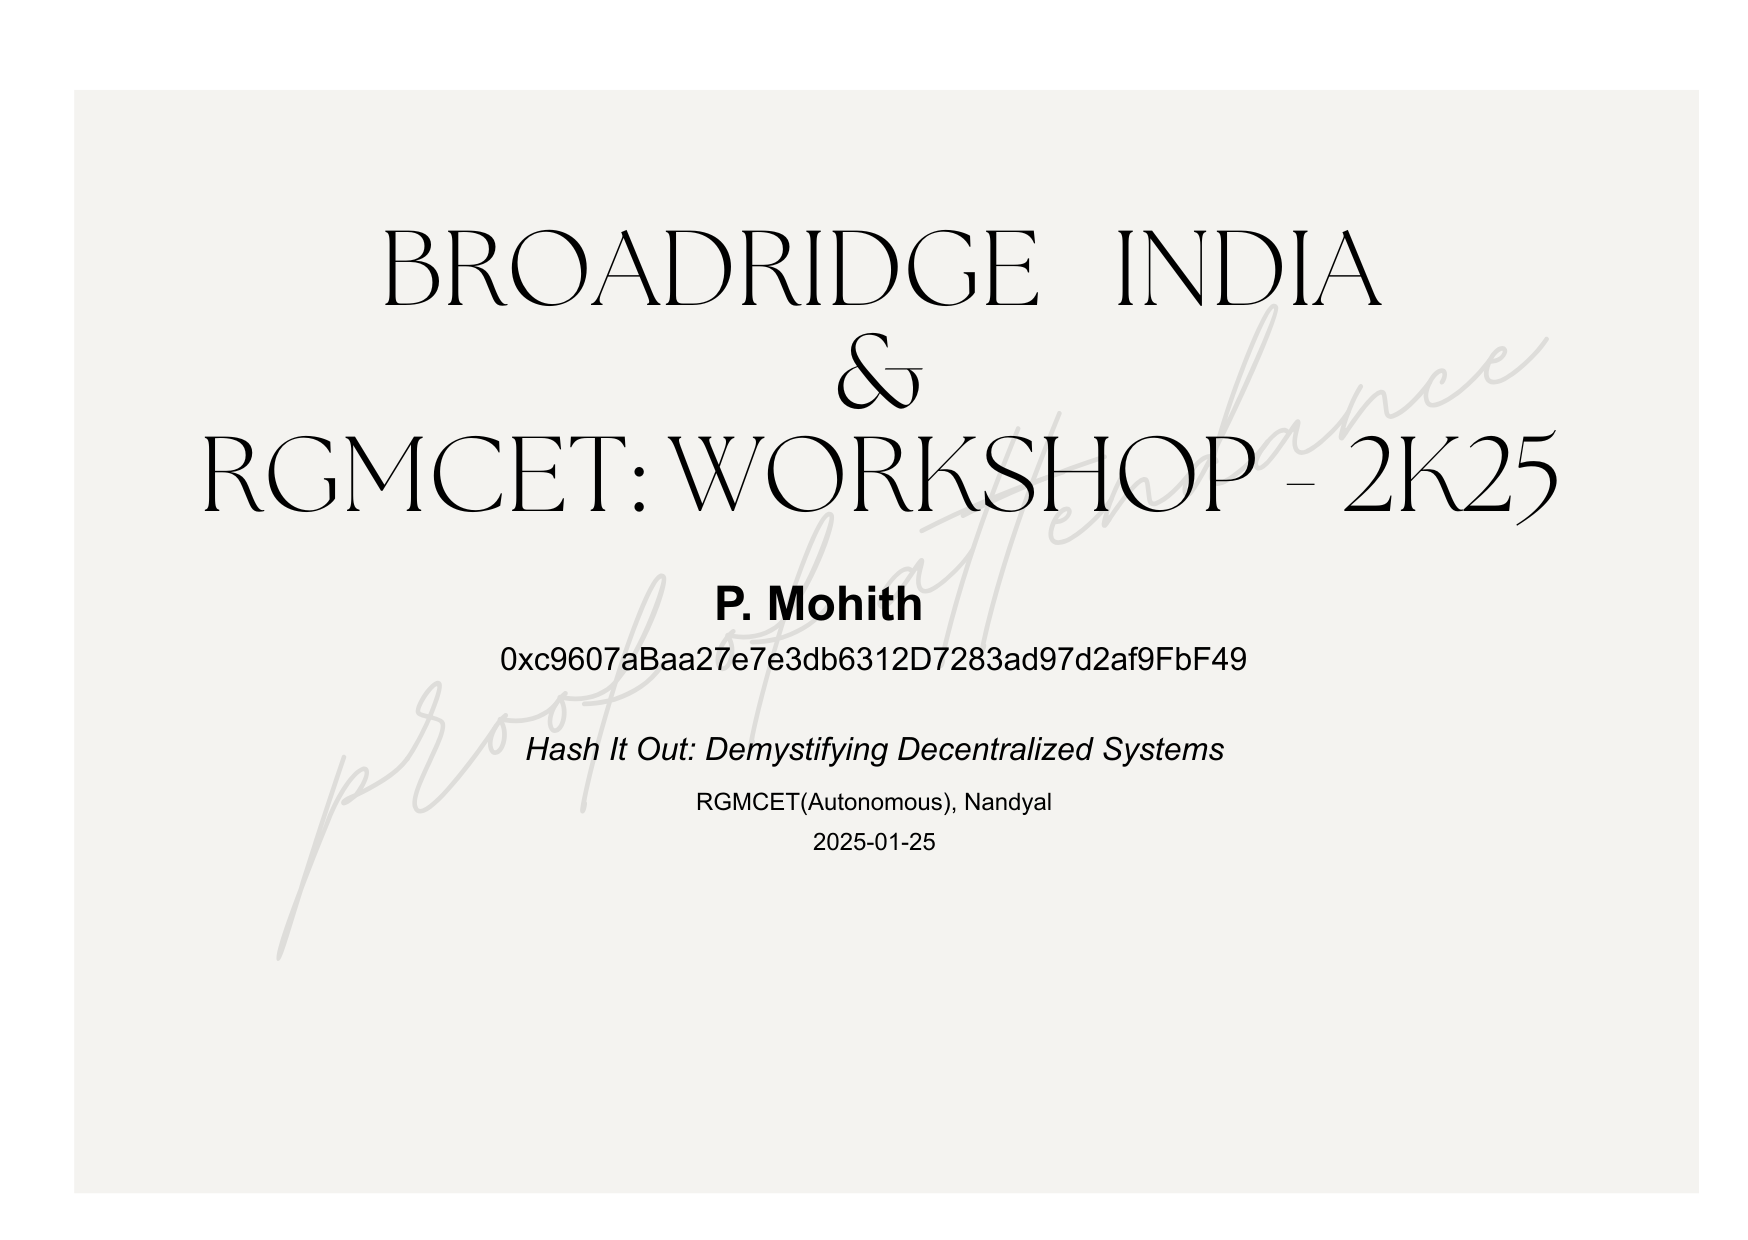 BROADRIDGE INDIA
&
RGMCET: WORKSHOP - 2K25
proof of attendance
P. Mohith
0xc9607aBaa27e7e3db6312D7283ad97d2af9FbF49
Hash It Out: Demystifying Decentralized Systems
RGMCET(Autonomous), Nandyal
2025-01-25